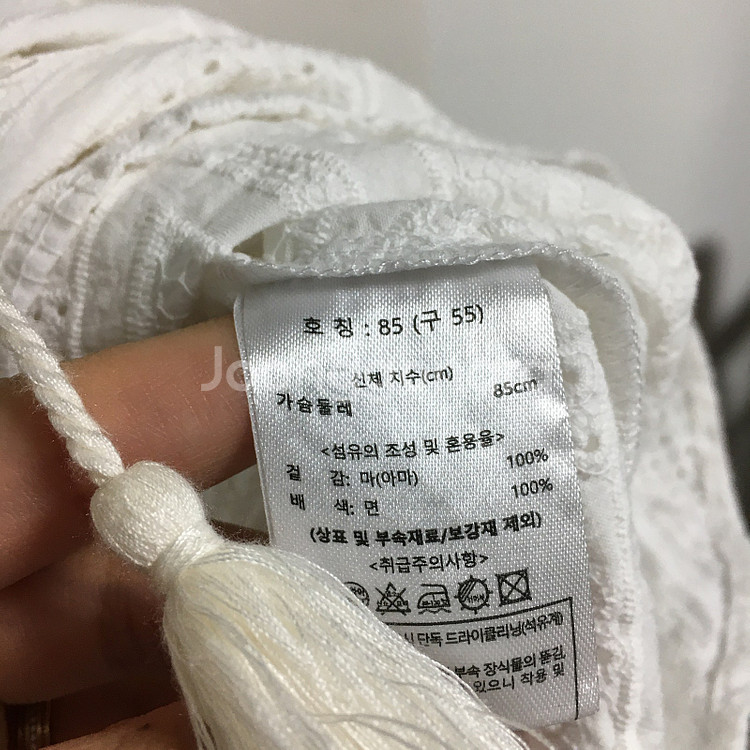 호 칭 : 85 (구 55)
신체 치수(cm)
가슴둘레 85cm
<섬유의 조성 및 혼용율>
겉 감: 마(아마) 100%
배 색: 면 100%
(상표 및 부속재료/보강재 제외)
<취급주의사항>
단독 드라이클리닝(석유계)
부속 장식물의 뜯김,
있으니 착용 및